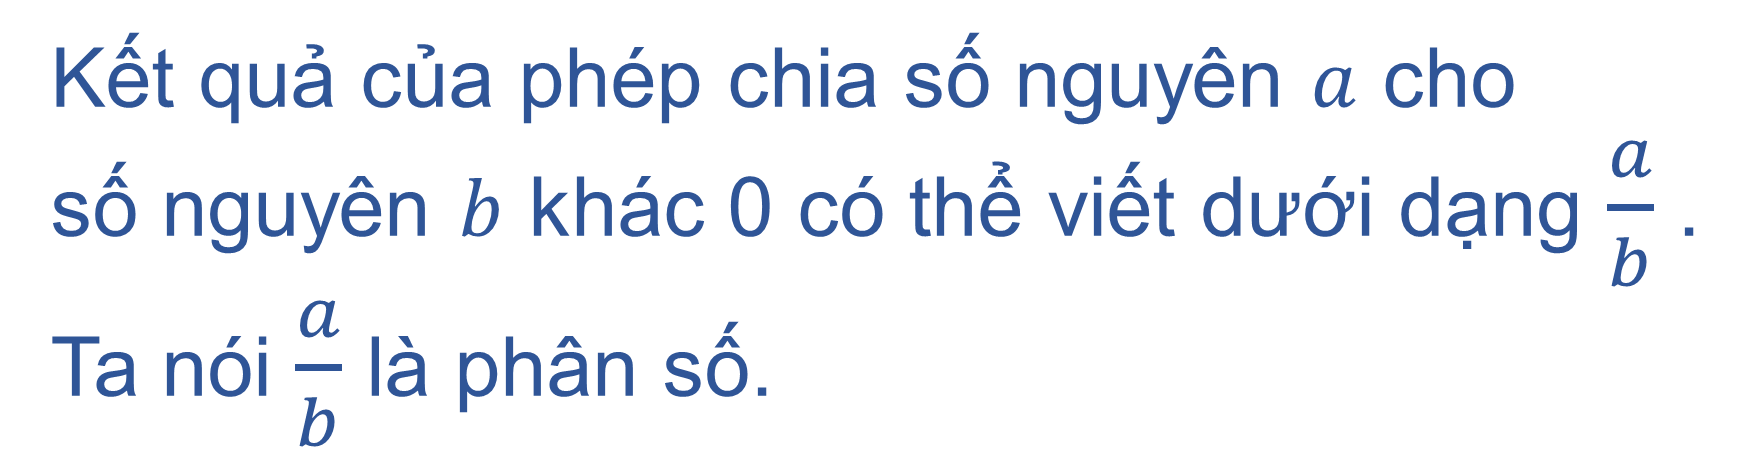 Kết quả của phép chia số nguyên a cho
số nguyên b khác 0 có thể viết dưới dạng a/b .
Ta nói a/b là phân số.